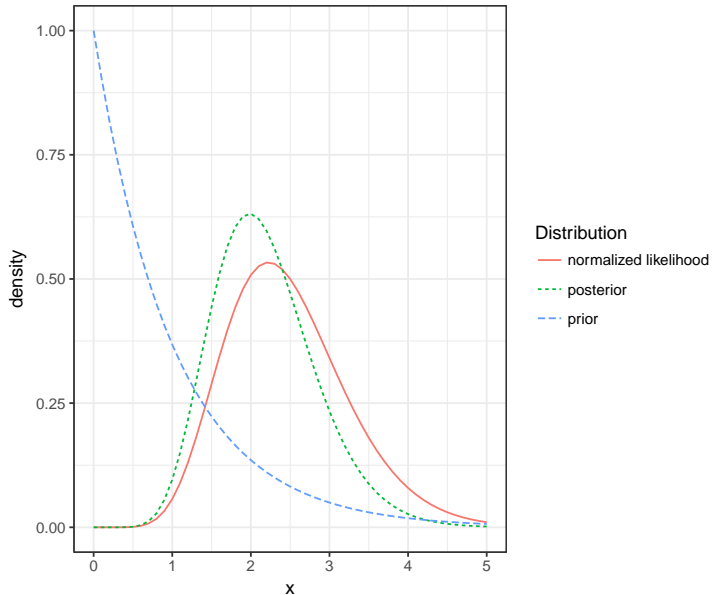 1.00
0.75
0.50
0.25
0.00
density
0
1
2
3
4
5
x
Distribution
normalized likelihood
posterior
prior